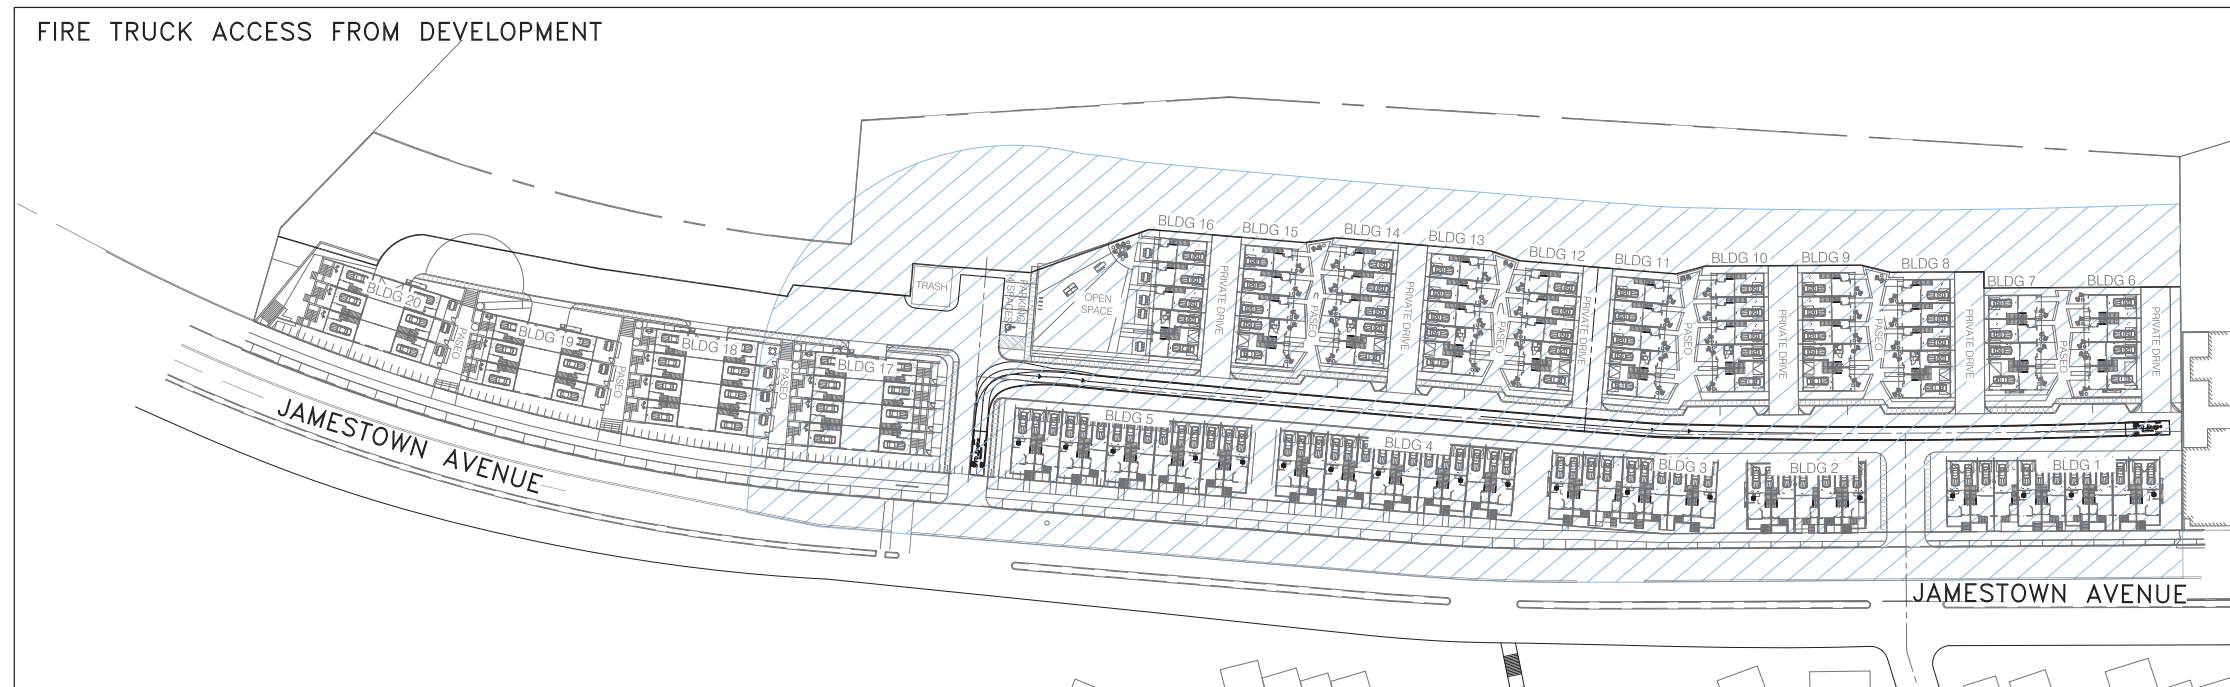 FIRE TRUCK ACCESS FROM DEVELOPMENT
BLDG 16
BLDG 15
BLDG 14
BLDG 13
BLDG 12
BLDG 11
BLDG 10
BLDG 9
BLDG 8
BLDG 7
BLDG 6
TRASH
PARKING
OPEN
SPACE
PRIVATE DRIVE
PASEO
PRIVATE DRIVE
PASEO
PRIVATE DRIVE
PASEO
PRIVATE DRIVE
PASEO
PRIVATE DRIVE
PASEO
PRIVATE DRIVE
BLDG 20
PASEO
BLDG 19
PASEO
BLDG 18
PASEO
BLDG 17
BLDG 5
BLDG 4
BLDG 3
BLDG 2
BLDG 1
JAMESTOWN AVENUE
JAMESTOWN AVENUE